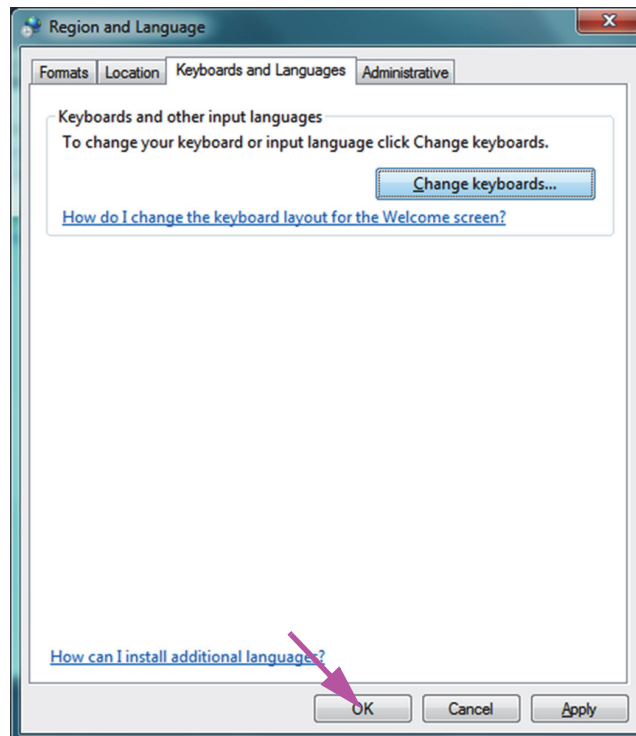 Region and Language
Formats Location Keyboards and Languages Administrative
Keyboards and other input languages
To change your keyboard or input language click Change keyboards.
Change keyboards...
How do I change the keyboard layout for the Welcome screen?
How can I install additional languages?
OK Cancel Apply